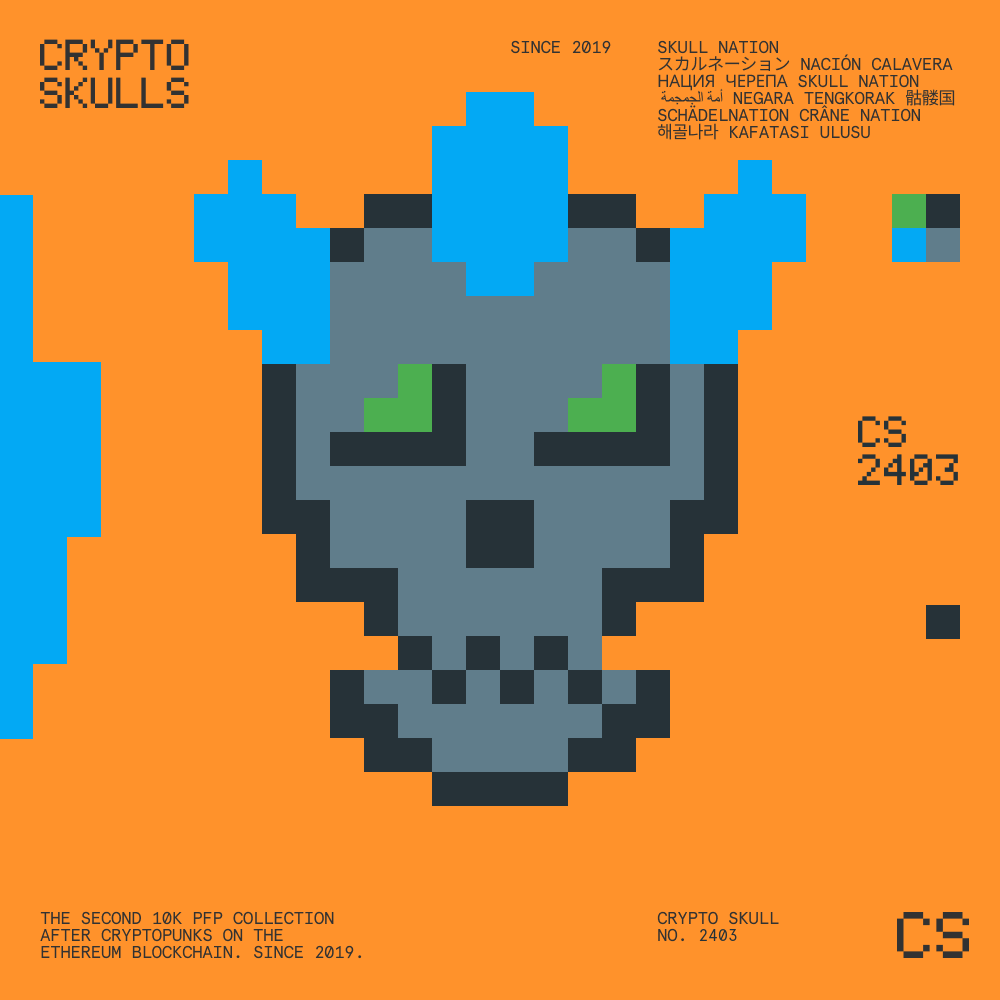 CRYPTO
SKULLS
SINCE 2019
SKULL NATION
スカルネーション NACIÓN CALAVERA
НАЦИЯ ЧЕРЕПА SKULL NATION
أمة الجمجمة NEGARA TENGKORAK 骷髅国
SCHÄDELNATION CRÂNE NATION
해골나라 KAFATASI ULUSU
CS
2403
THE SECOND 10K PFP COLLECTION
AFTER CRYPTOPUNKS ON THE
ETHEREUM BLOCKCHAIN. SINCE 2019.
CRYPTO SKULL
NO. 2403
CS